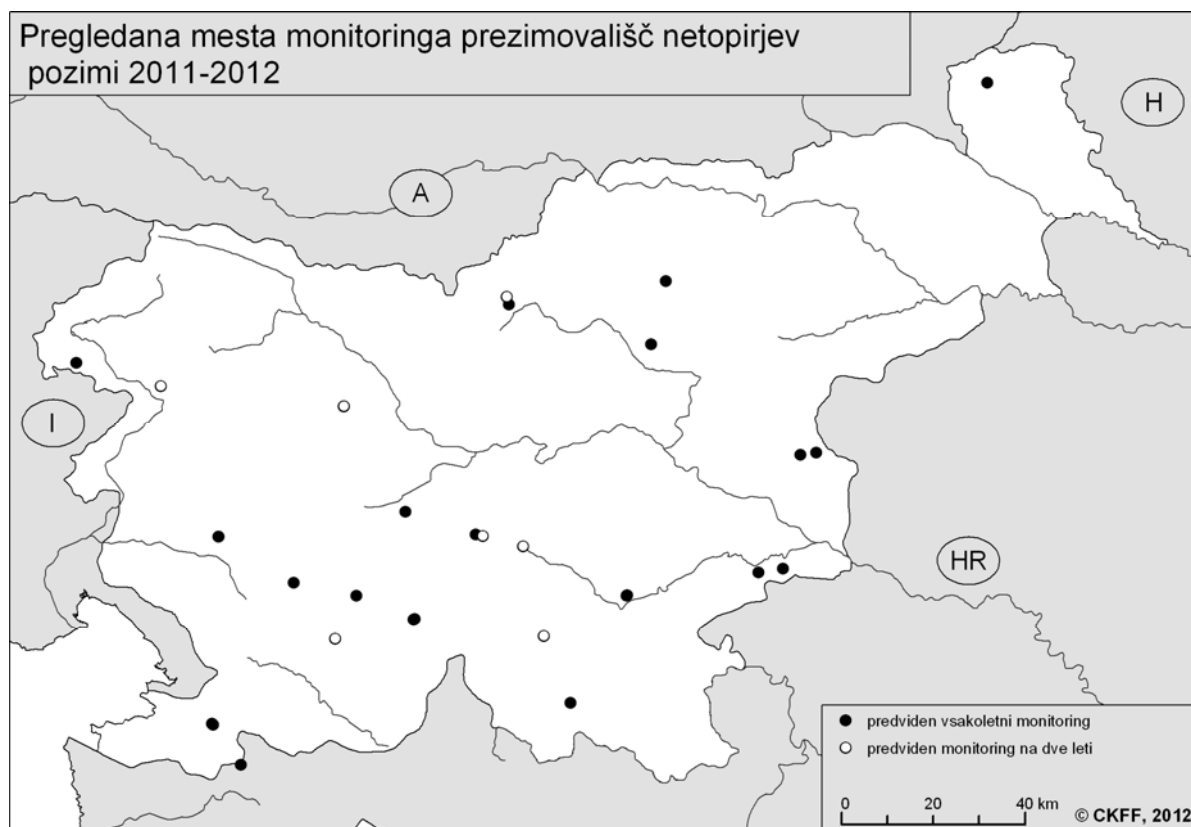 Pregledana mesta monitoringa prezimovališč netopirjev
pozimi 2011-2012
H
A
I
HR
predviden vsakoletni monitoring
predviden monitoring na dve leti
0 20 40 km
© CKFF, 2012